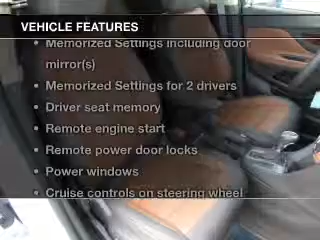 VEHICLE FEATURES
• Memorized Settings including door
mirror(s)
• Memorized Settings for 2 drivers
• Driver seat memory
• Remote engine start
• Remote power door locks
• Power windows
• Cruise controls on steering wheel